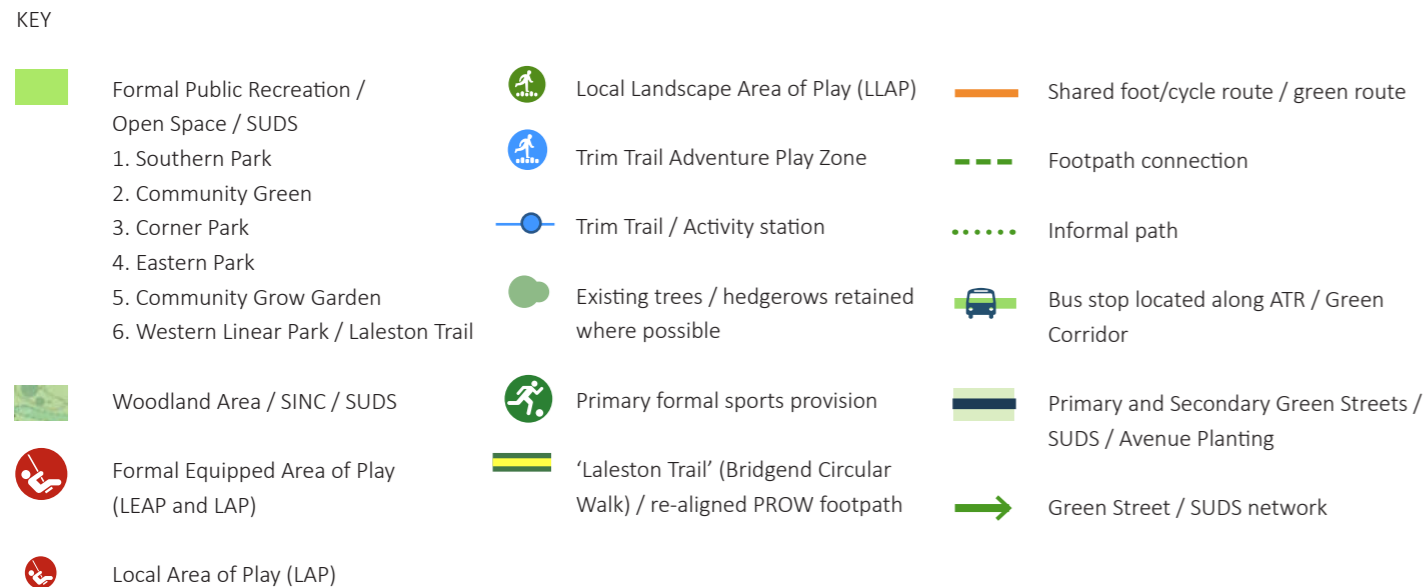 KEY
Formal Public Recreation /
Open Space / SUDS
1. Southern Park
2. Community Green
3. Corner Park
4. Eastern Park
5. Community Grow Garden
6. Western Linear Park / Laleston Trail
Woodland Area / SINC / SUDS
Formal Equipped Area of Play
(LEAP and LAP)
Local Area of Play (LAP)
Local Landscape Area of Play (LLAP)
Trim Trail Adventure Play Zone
Trim Trail / Activity station
Existing trees / hedgerows retained
where possible
Primary formal sports provision
‘Laleston Trail’ (Bridgend Circular
Walk) / re-aligned PROW footpath
Shared foot/cycle route / green route
Footpath connection
Informal path
Bus stop located along ATR / Green
Corridor
Primary and Secondary Green Streets /
SUDS / Avenue Planting
Green Street / SUDS network